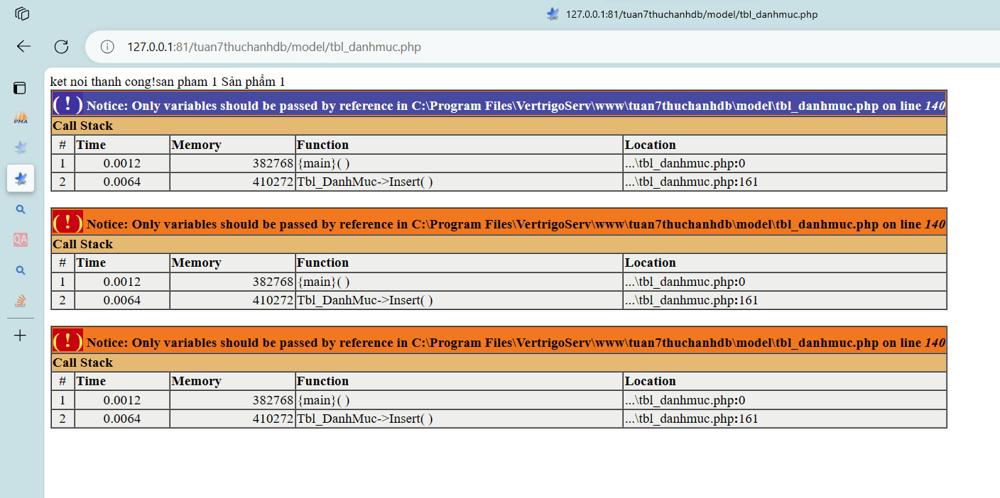 127.0.0.1:81/tuan7thuchanhdb/model/tbl_danhmuc.php
127.0.0.1:81/tuan7thuchanhdb/model/tbl_danhmuc.php
PMA
QA
ket noi thanh cong!san pham 1 Sản phẩm 1
( ! ) Notice: Only variables should be passed by reference in C:\Program Files\VertrigoServ\www\tuan7thuchanhdb\model\tbl_danhmuc.php on line 140
Call Stack
# Time Memory Function Location
1 0.0012 382768 {main}( ) ...\tbl_danhmuc.php:0
2 0.0064 410272 Tbl_DanhMuc->Insert( ) ...\tbl_danhmuc.php:161
( ! ) Notice: Only variables should be passed by reference in C:\Program Files\VertrigoServ\www\tuan7thuchanhdb\model\tbl_danhmuc.php on line 140
Call Stack
# Time Memory Function Location
1 0.0012 382768 {main}( ) ...\tbl_danhmuc.php:0
2 0.0064 410272 Tbl_DanhMuc->Insert( ) ...\tbl_danhmuc.php:161
( ! ) Notice: Only variables should be passed by reference in C:\Program Files\VertrigoServ\www\tuan7thuchanhdb\model\tbl_danhmuc.php on line 140
Call Stack
# Time Memory Function Location
1 0.0012 382768 {main}( ) ...\tbl_danhmuc.php:0
2 0.0064 410272 Tbl_DanhMuc->Insert( ) ...\tbl_danhmuc.php:161